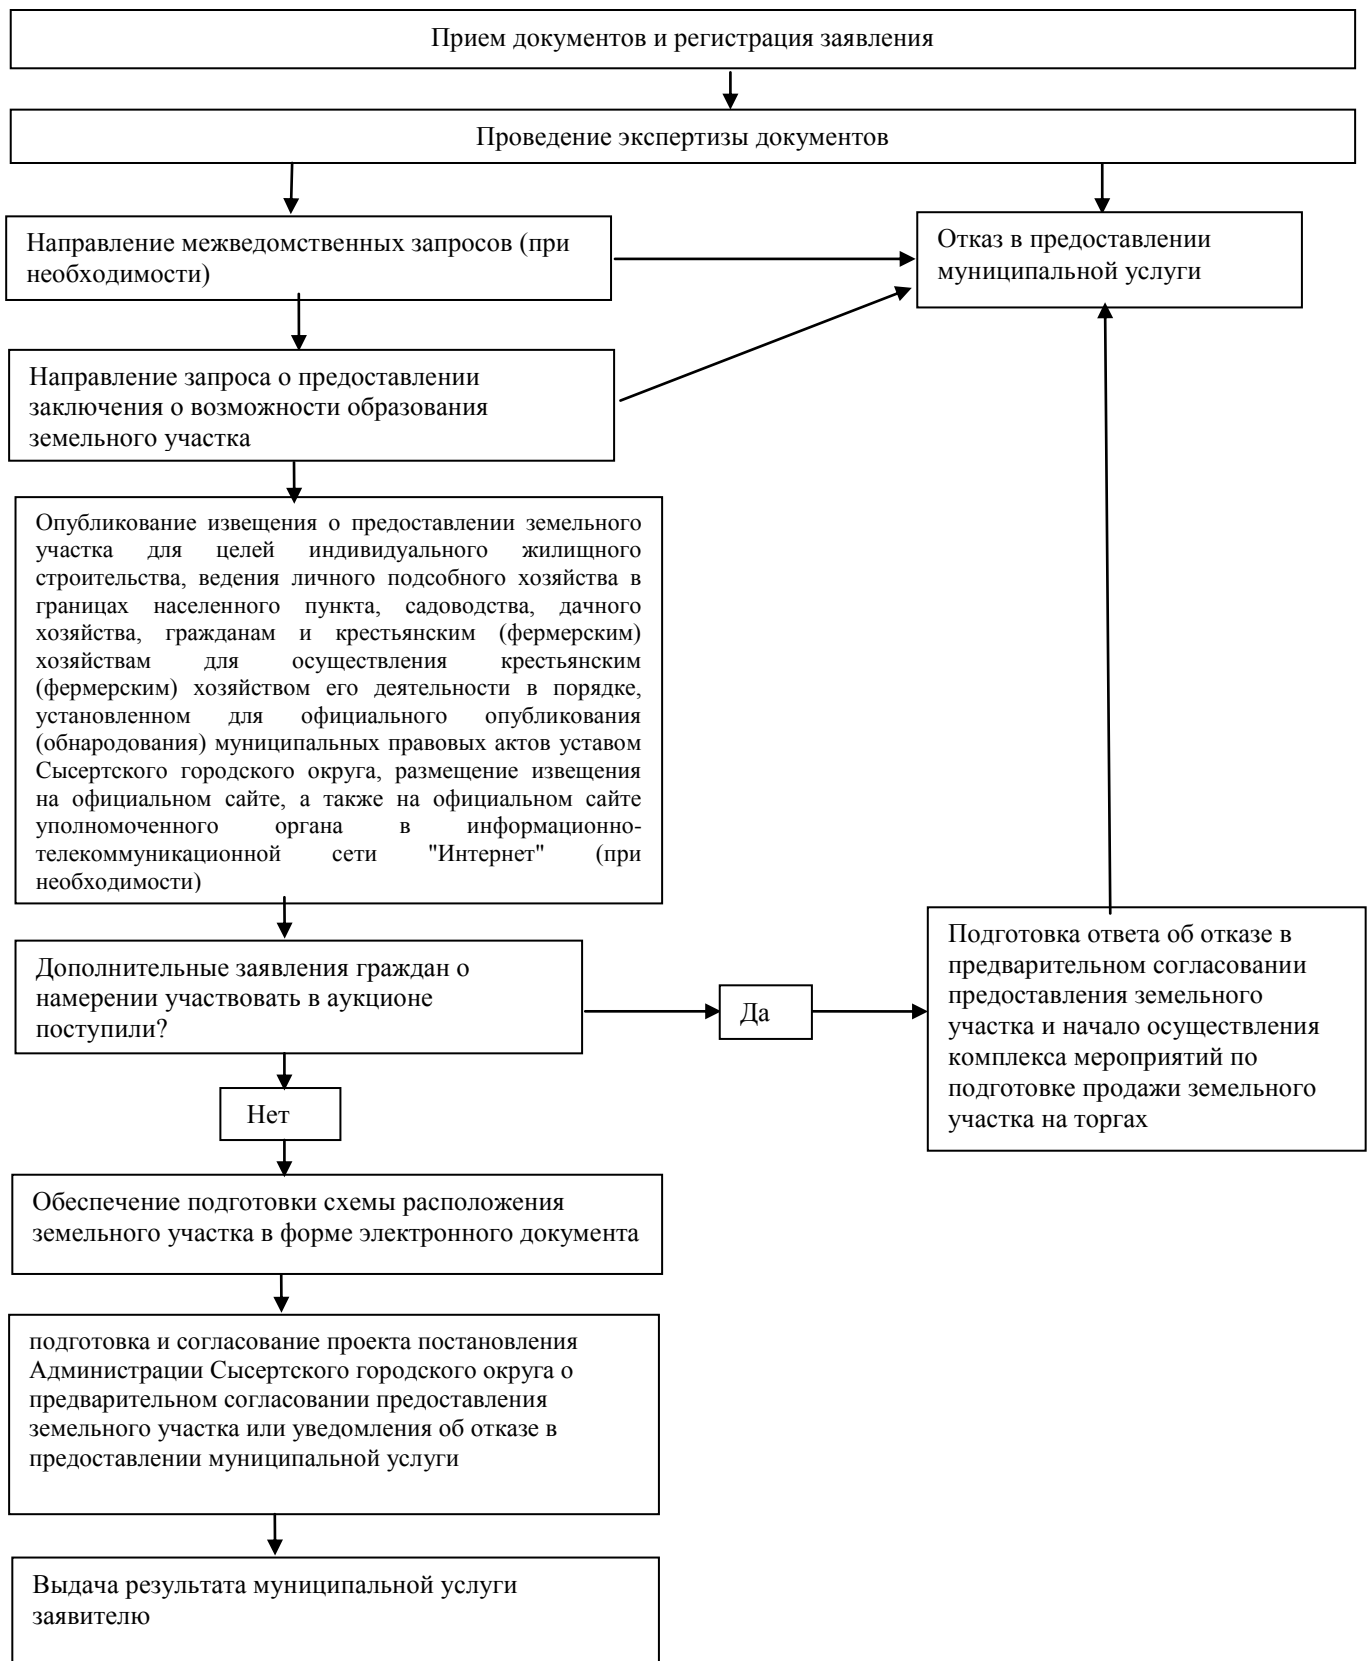 Прием документов и регистрация заявления
Проведение экспертизы документов
Направление межведомственных запросов (при
необходимости)
Отказ в предоставлении
муниципальной услуги
Направление запроса о предоставлении
заключения о возможности образования
земельного участка
Опубликование извещения о предоставлении земельного
участка для целей индивидуального жилищного
строительства, ведения личного подсобного хозяйства в
границах населенного пункта, садоводства, дачного
хозяйства, гражданам и крестьянским (фермерским)
хозяйствам для осуществления крестьянским
(фермерским) хозяйством его деятельности в порядке,
установленном для официального опубликования
(обнародования) муниципальных правовых актов уставом
Сысертского городского округа, размещение извещения
на официальном сайте, а также на официальном сайте
уполномоченного органа в информационно-
телекоммуникационной сети "Интернет" (при
необходимости)
Дополнительные заявления граждан о
намерении участвовать в аукционе
поступили?
Да
Подготовка ответа об отказе в
предварительном согласовании
предоставления земельного
участка и начало осуществления
комплекса мероприятий по
подготовке продажи земельного
участка на торгах
Нет
Обеспечение подготовки схемы расположения
земельного участка в форме электронного документа
подготовка и согласование проекта постановления
Администрации Сысертского городского округа о
предварительном согласовании предоставления
земельного участка или уведомления об отказе в
предоставлении муниципальной услуги
Выдача результата муниципальной услуги
заявителю